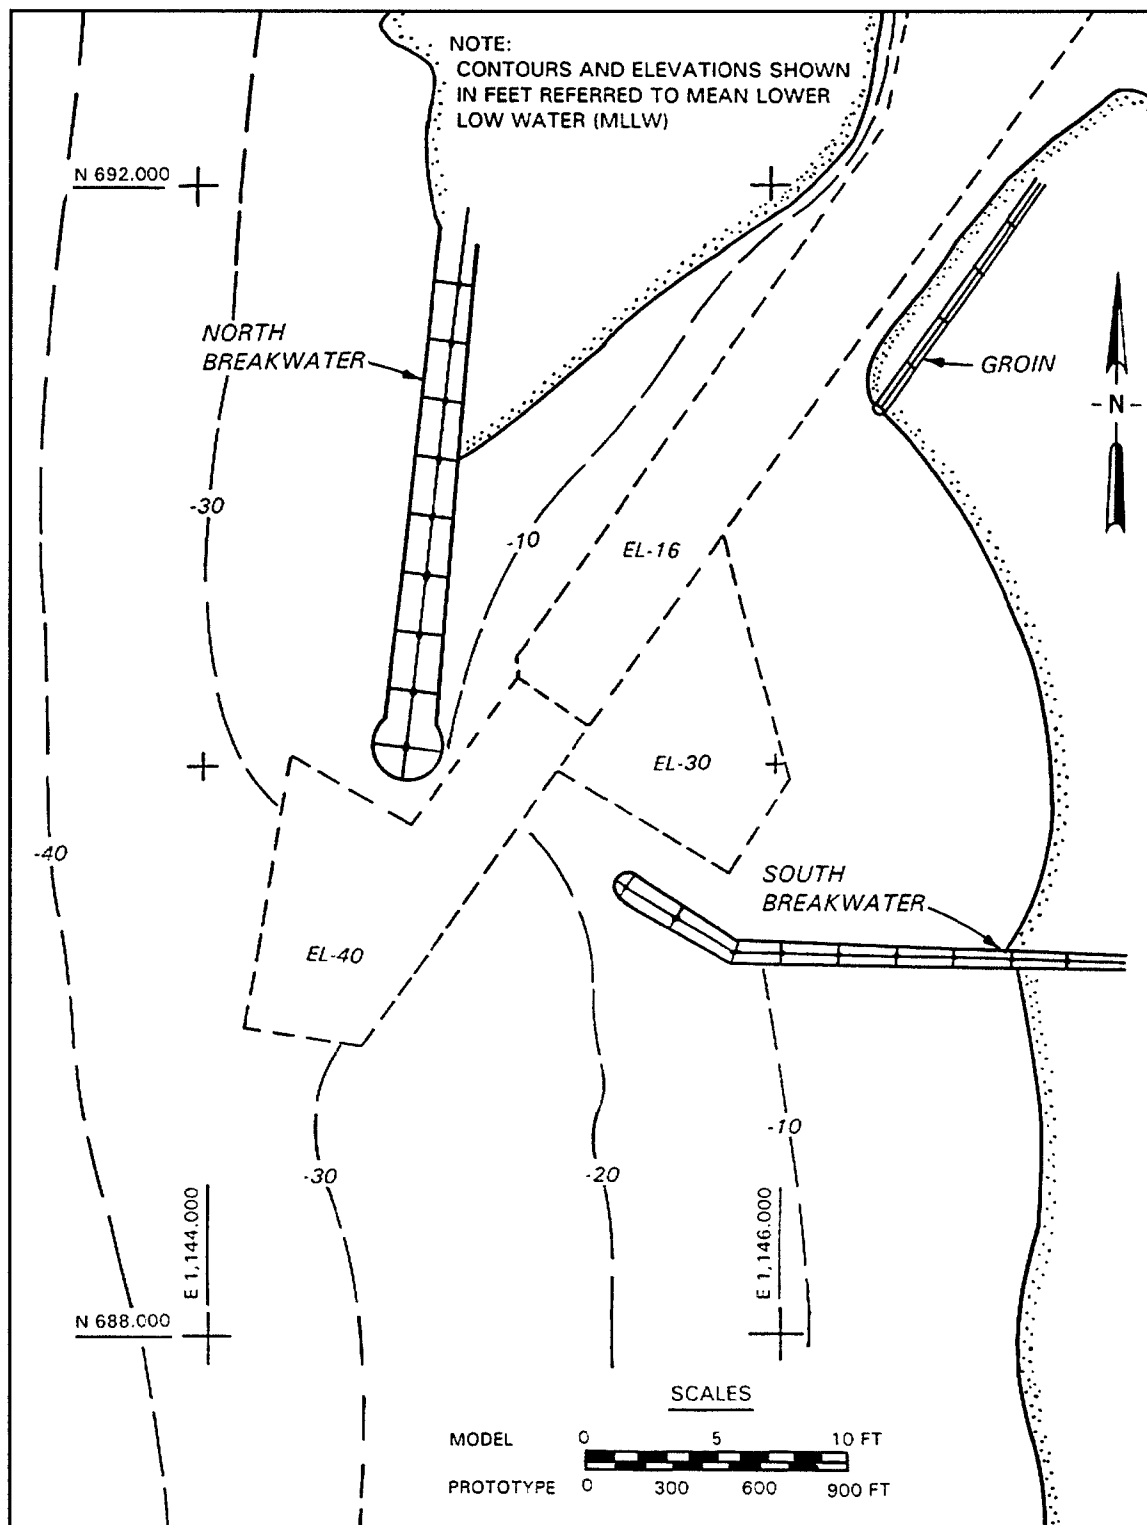 NOTE:
CONTOURS AND ELEVATIONS SHOWN
IN FEET REFERRED TO MEAN LOWER
LOW WATER (MLLW)
N 692.000
NORTH
BREAKWATER
GROIN
-N-
-30
-10
EL-16
EL-30
-40
SOUTH
BREAKWATER
EL-40
-10
-30
-20
E 1,144.000
E 1,146.000
N 688.000
SCALES
MODEL 0 5 10 FT
PROTOTYPE 0 300 600 900 FT